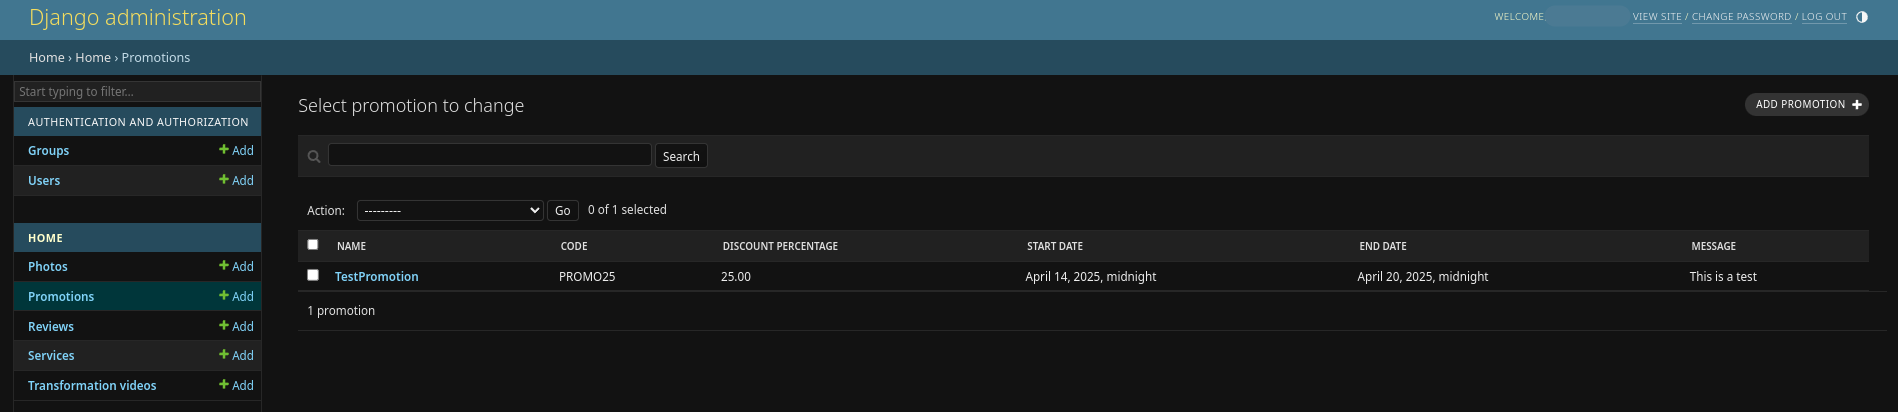 Django administration
WELCOME VIEW SITE / CHANGE PASSWORD / LOG OUT
Home › Home › Promotions
Start typing to filter...
AUTHENTICATION AND AUTHORIZATION
Groups + Add
Users + Add
HOME
Photos + Add
Promotions + Add
Reviews + Add
Services + Add
Transformation videos + Add
Select promotion to change
ADD PROMOTION +
Search
Action: --------- Go 0 of 1 selected
NAME CODE DISCOUNT PERCENTAGE START DATE END DATE MESSAGE
TestPromotion PROMO25 25.00 April 14, 2025, midnight April 20, 2025, midnight This is a test
1 promotion